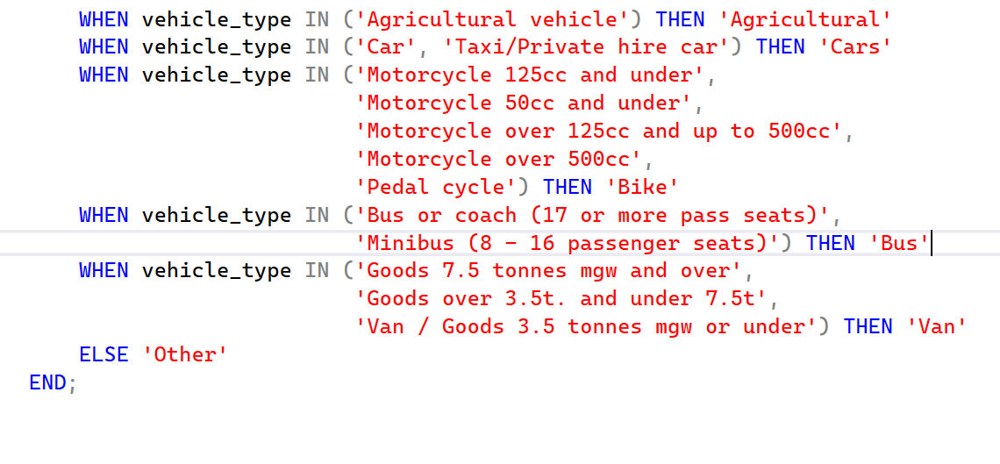 WHEN vehicle_type IN ('Agricultural vehicle') THEN 'Agricultural'
WHEN vehicle_type IN ('Car', 'Taxi/Private hire car') THEN 'Cars'
WHEN vehicle_type IN ('Motorcycle 125cc and under',
'Motorcycle 50cc and under',
'Motorcycle over 125cc and up to 500cc',
'Motorcycle over 500cc',
'Pedal cycle') THEN 'Bike'
WHEN vehicle_type IN ('Bus or coach (17 or more pass seats)',
'Minibus (8 - 16 passenger seats)') THEN 'Bus'
WHEN vehicle_type IN ('Goods 7.5 tonnes mgw and over',
'Goods over 3.5t. and under 7.5t',
'Van / Goods 3.5 tonnes mgw or under') THEN 'Van'
ELSE 'Other'
END;